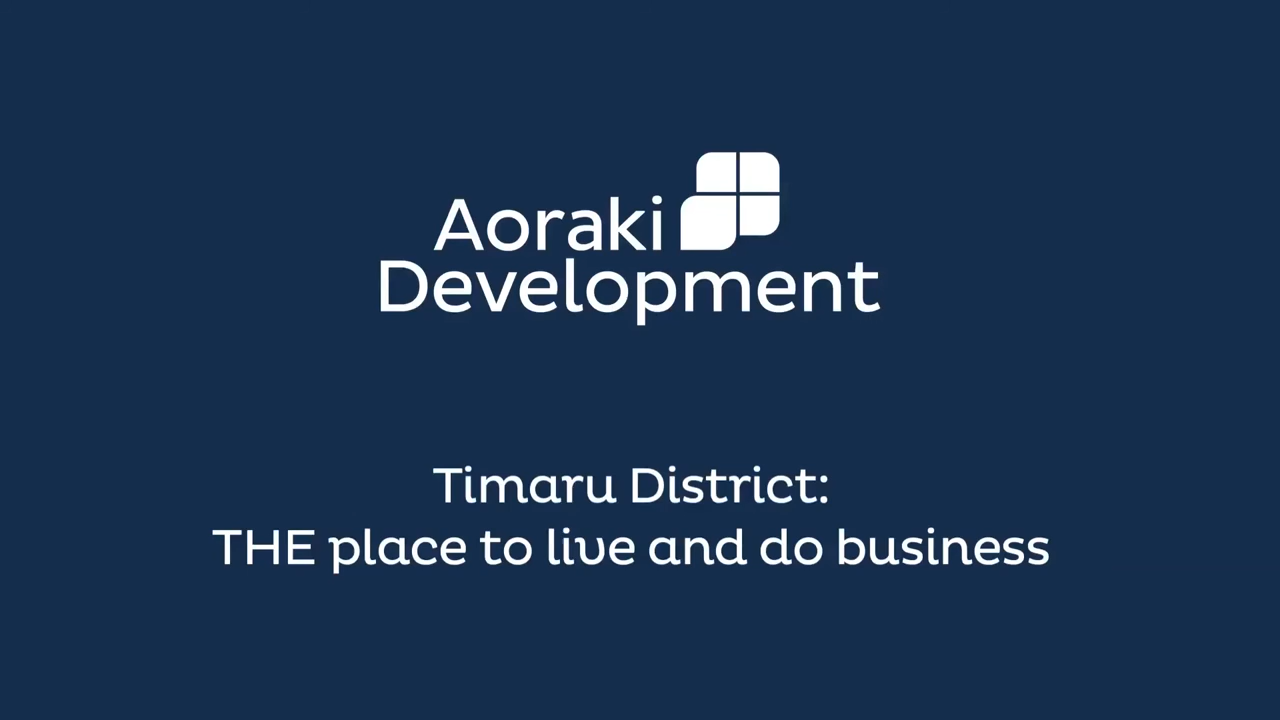 Aoraki
Development
Timaru District:
THE place to live and do business